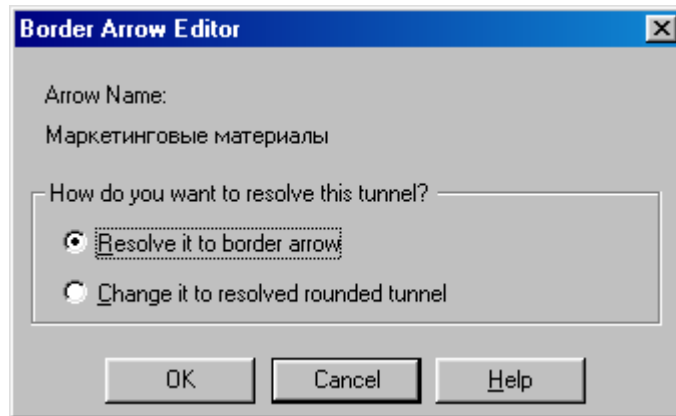 Border Arrow Editor
Arrow Name:
Маркетинговые материалы
How do you want to resolve this tunnel?
Resolve it to border arrow
Change it to resolved rounded tunnel
OK Cancel Help